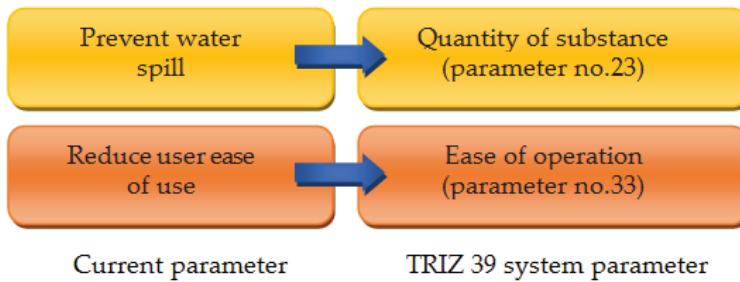 Prevent water
spill
Quantity of substance
(parameter no.23)
Reduce user ease
of use
Ease of operation
(parameter no.33)
Current parameter
TRIZ 39 system parameter